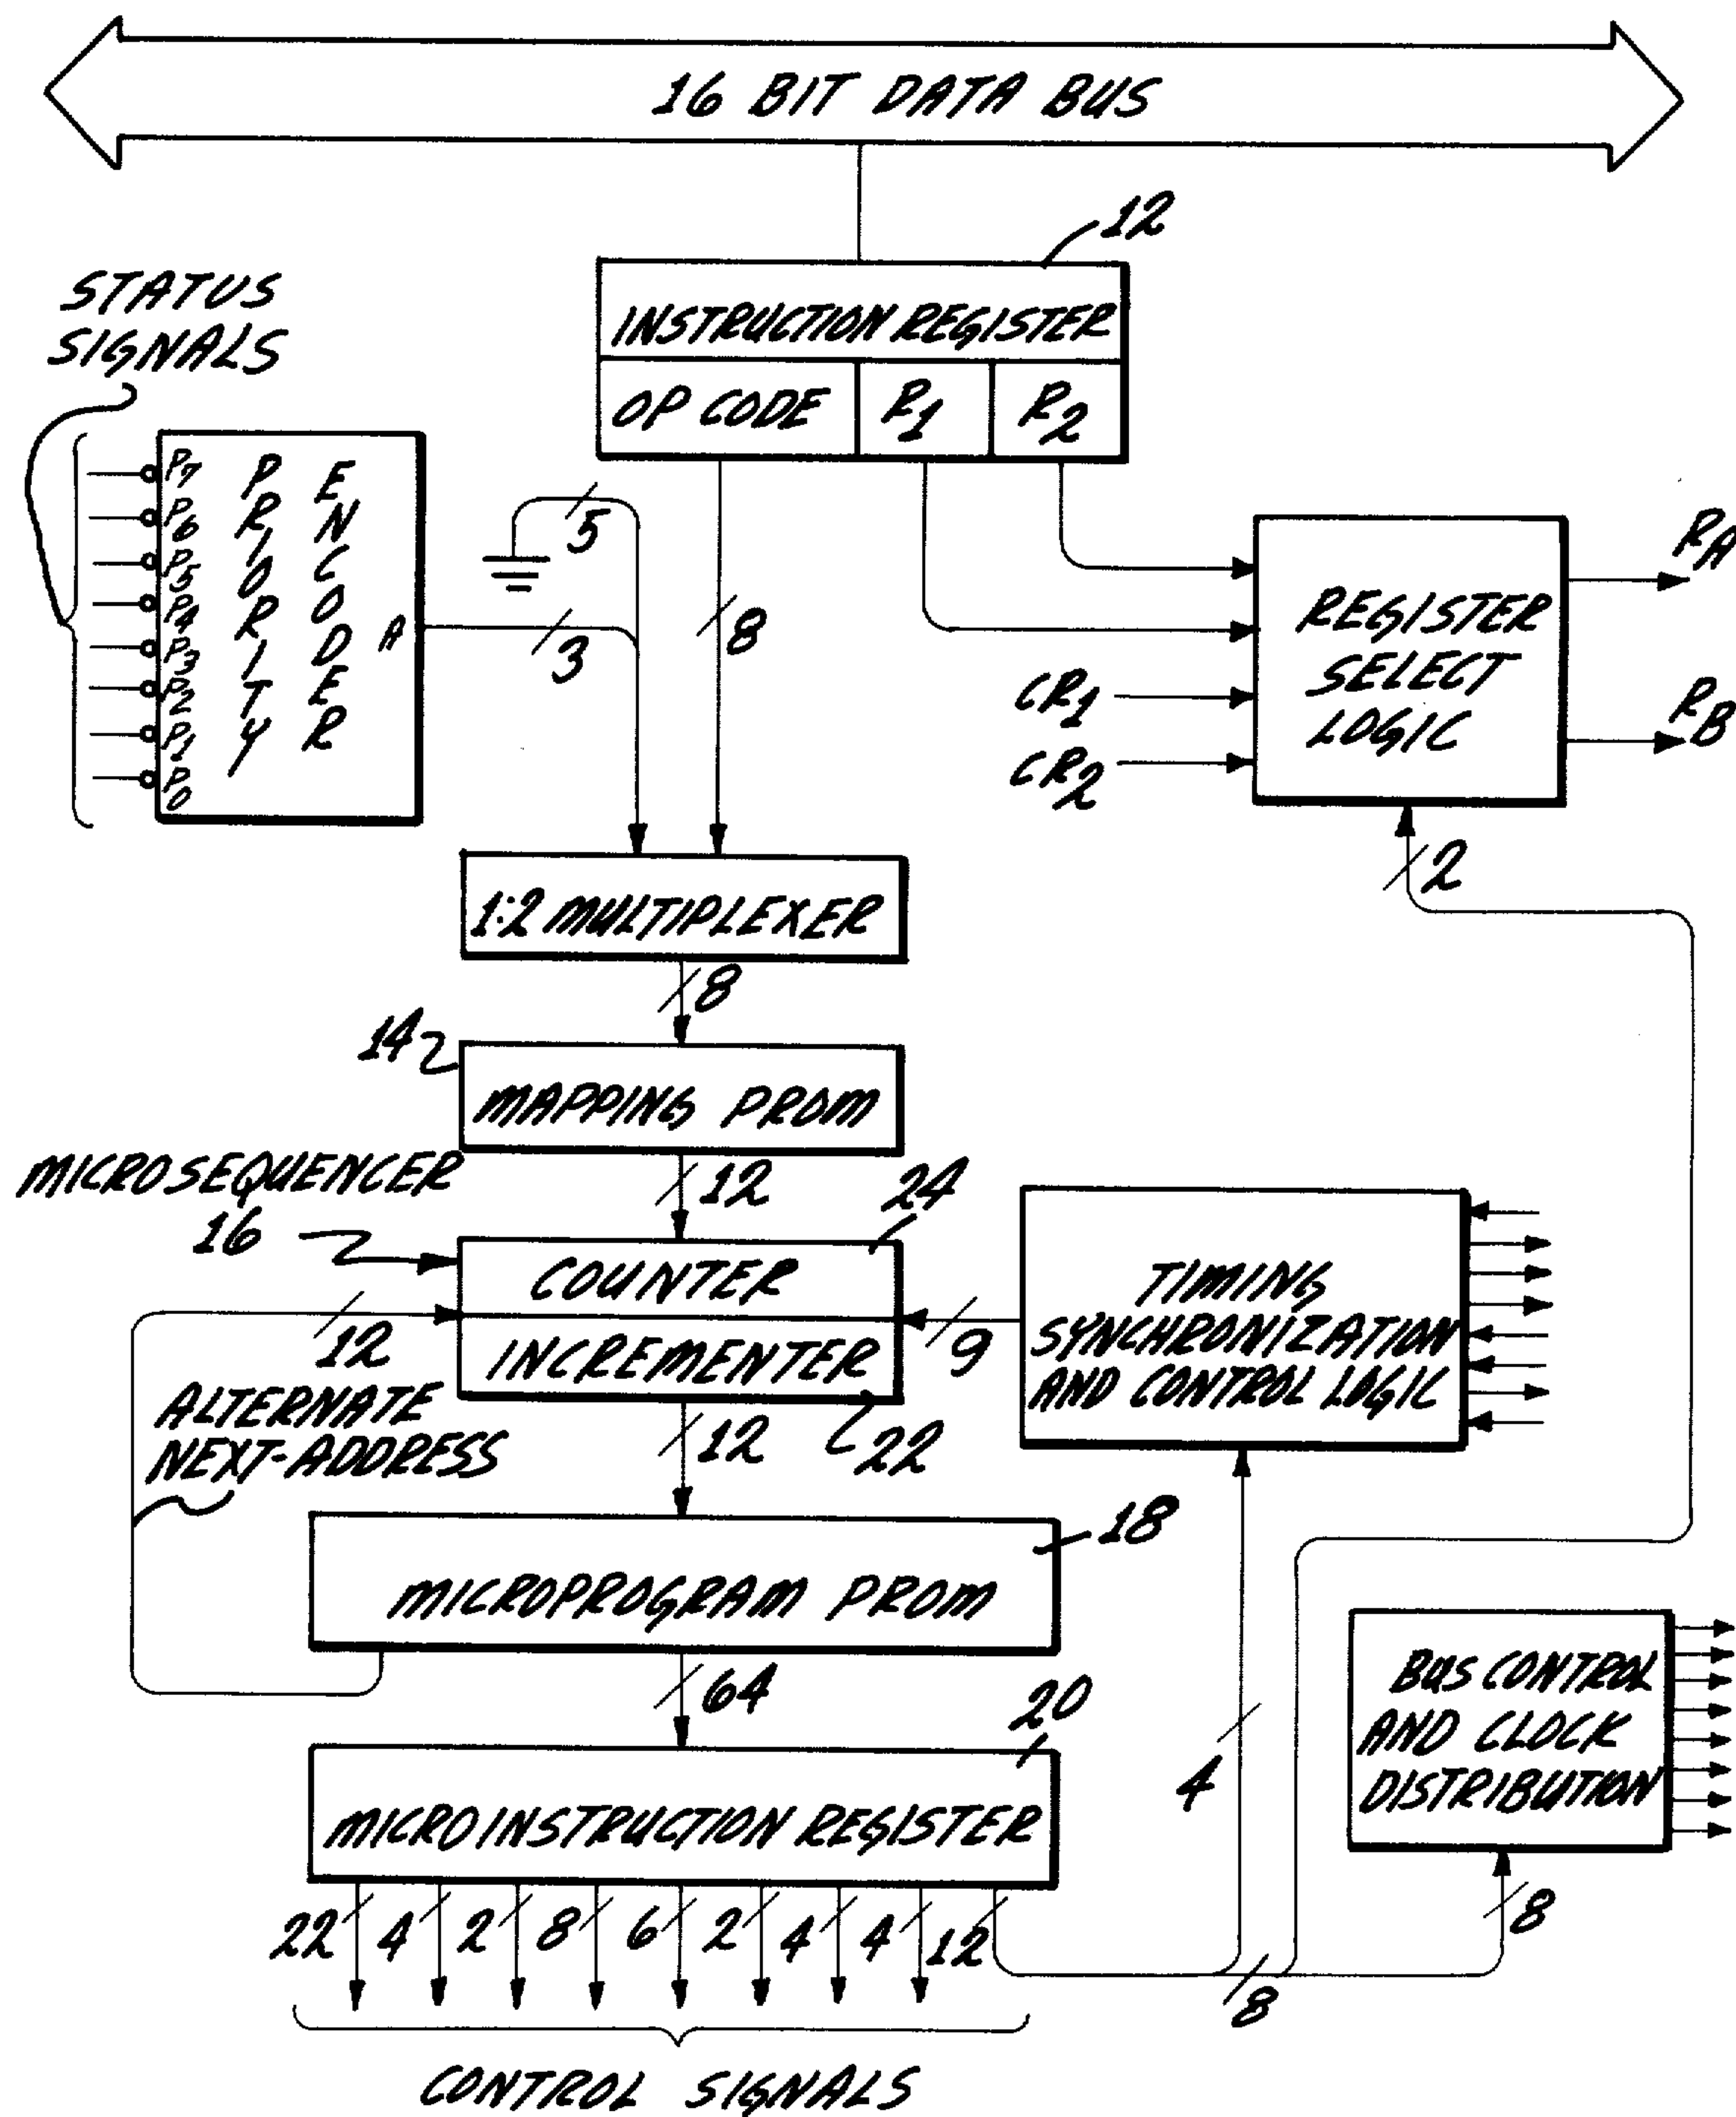 16 BIT DATA BUS
12
STATUS
SIGNALS
INSTRUCTION REGISTER
OP CODE
R1
R2
P7
P6
P5
P4
P3
P2
P1
P0
PRIORITY
ENCODER
A
5
3
8
REGISTER
SELECT
LOGIC
RA
RB
CR1
CR2
2
1:2 MULTIPLEXER
8
14
MAPPING PROM
12
MICROSEQUENCER
16
24
COUNTER
INCREMENTER
12
9
TIMING
SYNCHRONIZATION
AND CONTROL LOGIC
ALTERNATE
NEXT-ADDRESS
12
22
18
MICROPROGRAM PROM
64
20
MICROINSTRUCTION REGISTER
4
BUS CONTROL
AND CLOCK
DISTRIBUTION
22 4 2 8 6 2 4 4 12
8
8
CONTROL SIGNALS